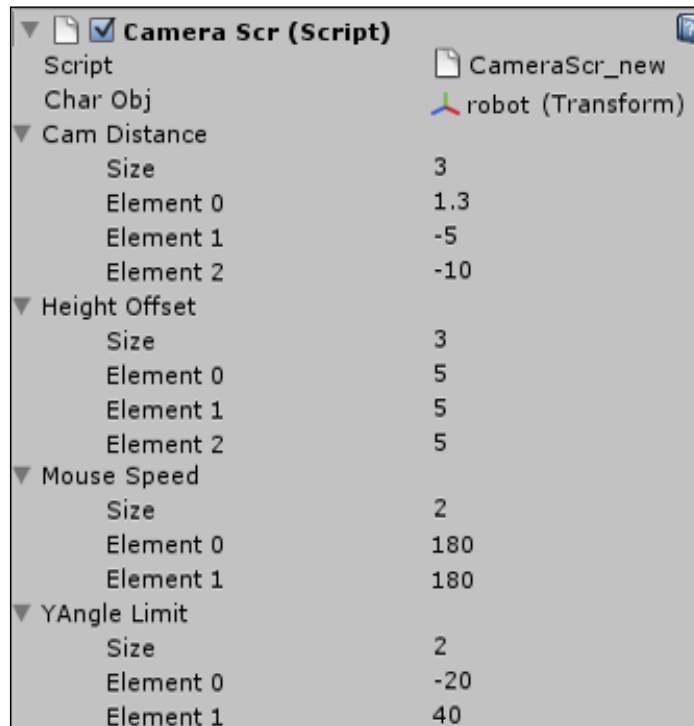 Camera Scr (Script)
Script CameraScr_new
Char Obj robot (Transform)
Cam Distance
Size 3
Element 0 1.3
Element 1 -5
Element 2 -10
Height Offset
Size 3
Element 0 5
Element 1 5
Element 2 5
Mouse Speed
Size 2
Element 0 180
Element 1 180
YAngle Limit
Size 2
Element 0 -20
Element 1 40